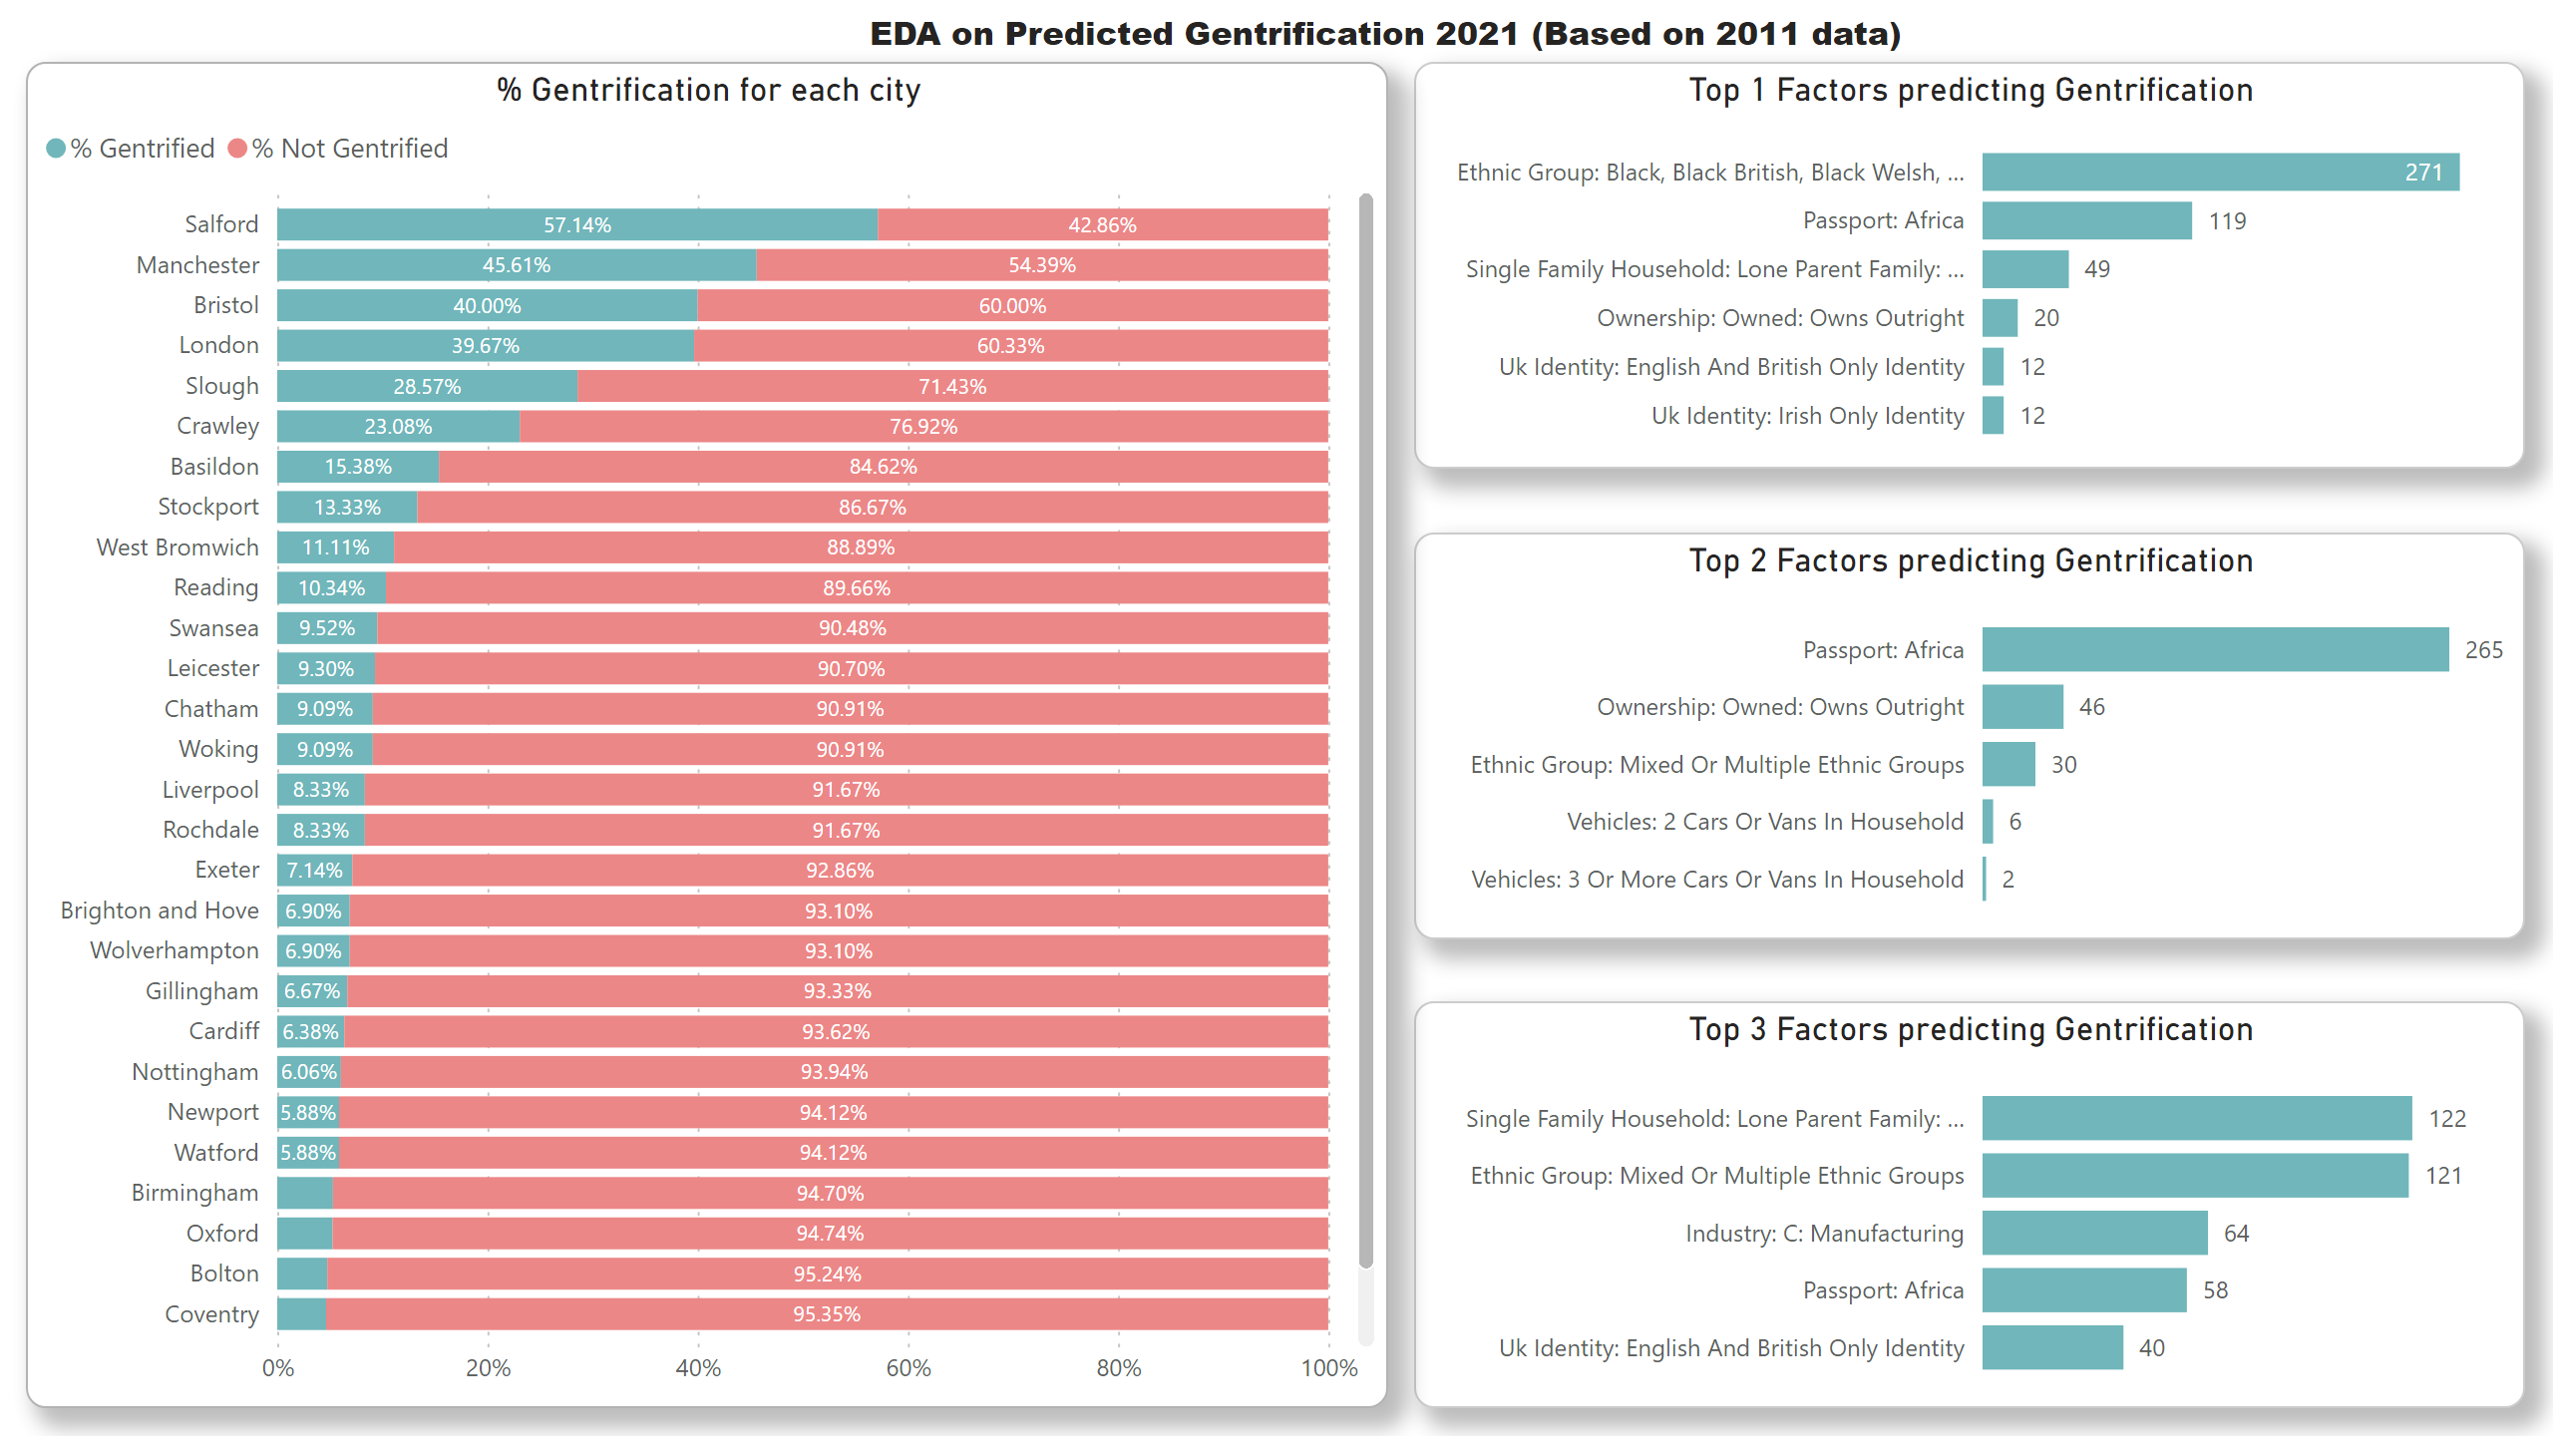 EDA on Predicted Gentrification 2021 (Based on 2011 data)
% Gentrification for each city
% Gentrified % Not Gentrified
Salford 57.14% 42.86%
Manchester 45.61% 54.39%
Bristol 40.00% 60.00%
London 39.67% 60.33%
Slough 28.57% 71.43%
Crawley 23.08% 76.92%
Basildon 15.38% 84.62%
Stockport 13.33% 86.67%
West Bromwich 11.11% 88.89%
Reading 10.34% 89.66%
Swansea 9.52% 90.48%
Leicester 9.30% 90.70%
Chatham 9.09% 90.91%
Woking 9.09% 90.91%
Liverpool 8.33% 91.67%
Rochdale 8.33% 91.67%
Exeter 7.14% 92.86%
Brighton and Hove 6.90% 93.10%
Wolverhampton 6.90% 93.10%
Gillingham 6.67% 93.33%
Cardiff 6.38% 93.62%
Nottingham 6.06% 93.94%
Newport 5.88% 94.12%
Watford 5.88% 94.12%
Birmingham 94.70%
Oxford 94.74%
Bolton 95.24%
Coventry 95.35%
0% 20% 40% 60% 80% 100%
Top 1 Factors predicting Gentrification
Ethnic Group: Black, Black British, Black Welsh, ... 271
Passport: Africa 119
Single Family Household: Lone Parent Family: ... 49
Ownership: Owned: Owns Outright 20
Uk Identity: English And British Only Identity 12
Uk Identity: Irish Only Identity 12
Top 2 Factors predicting Gentrification
Passport: Africa 265
Ownership: Owned: Owns Outright 46
Ethnic Group: Mixed Or Multiple Ethnic Groups 30
Vehicles: 2 Cars Or Vans In Household 6
Vehicles: 3 Or More Cars Or Vans In Household 2
Top 3 Factors predicting Gentrification
Single Family Household: Lone Parent Family: ... 122
Ethnic Group: Mixed Or Multiple Ethnic Groups 121
Industry: C: Manufacturing 64
Passport: Africa 58
Uk Identity: English And British Only Identity 40